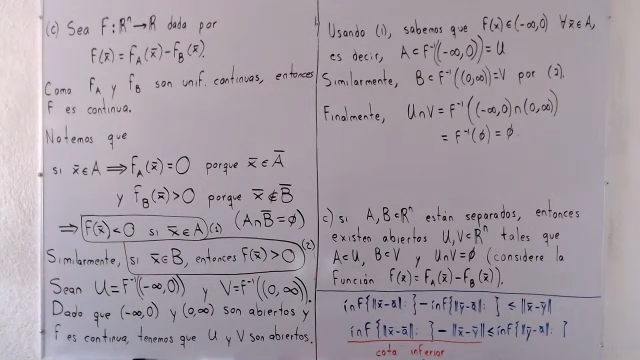 (c) Sea F: ℝⁿ→ℝ dada por
F(x̄) = F_A(x̄) - F_B(x̄).
Como F_A y F_B son unif. continuas, entonces
F es continua.
Notemos que
si x̄∈A ⟹ F_A(x̄)=0 porque x̄∈Ā
y F_B(x̄)>0 porque x̄∉B̄
(A∩B̄=∅)
⟹ F(x̄)<0 si x̄∈A (1)
Similarmente, si x̄∈B, entonces F(x̄)>0 (2)
Sean U=F⁻¹((-∞,0)) y V=F⁻¹((0,∞)).
Dado que (-∞,0) y (0,∞) son abiertos y
F es continua, tenemos que U y V son abiertos.
Usando (1), sabemos que F(x̄)∈(-∞,0) ∀x̄∈A,
es decir, A⊂F⁻¹((-∞,0))=U
Similarmente, B⊂F⁻¹((0,∞))=V por (2).
Finalmente, U∩V = F⁻¹((-∞,0)∩(0,∞))
= F⁻¹(∅) = ∅.
c) si A,B⊂ℝⁿ están separados, entonces
existen abiertos U,V⊂ℝⁿ tales que
A⊂U, B⊂V y U∩V=∅ (considere la
Función F(x̄)=F_A(x̄)-F_B(x̄)).
inF{‖x̄-ā‖: } - inF{‖ȳ-ā‖: } ≤ ‖x̄-ȳ‖
inF{‖x̄-ā‖: } - ‖x̄-ȳ‖ ≤ inF{‖ȳ-ā‖: }
cota inferior